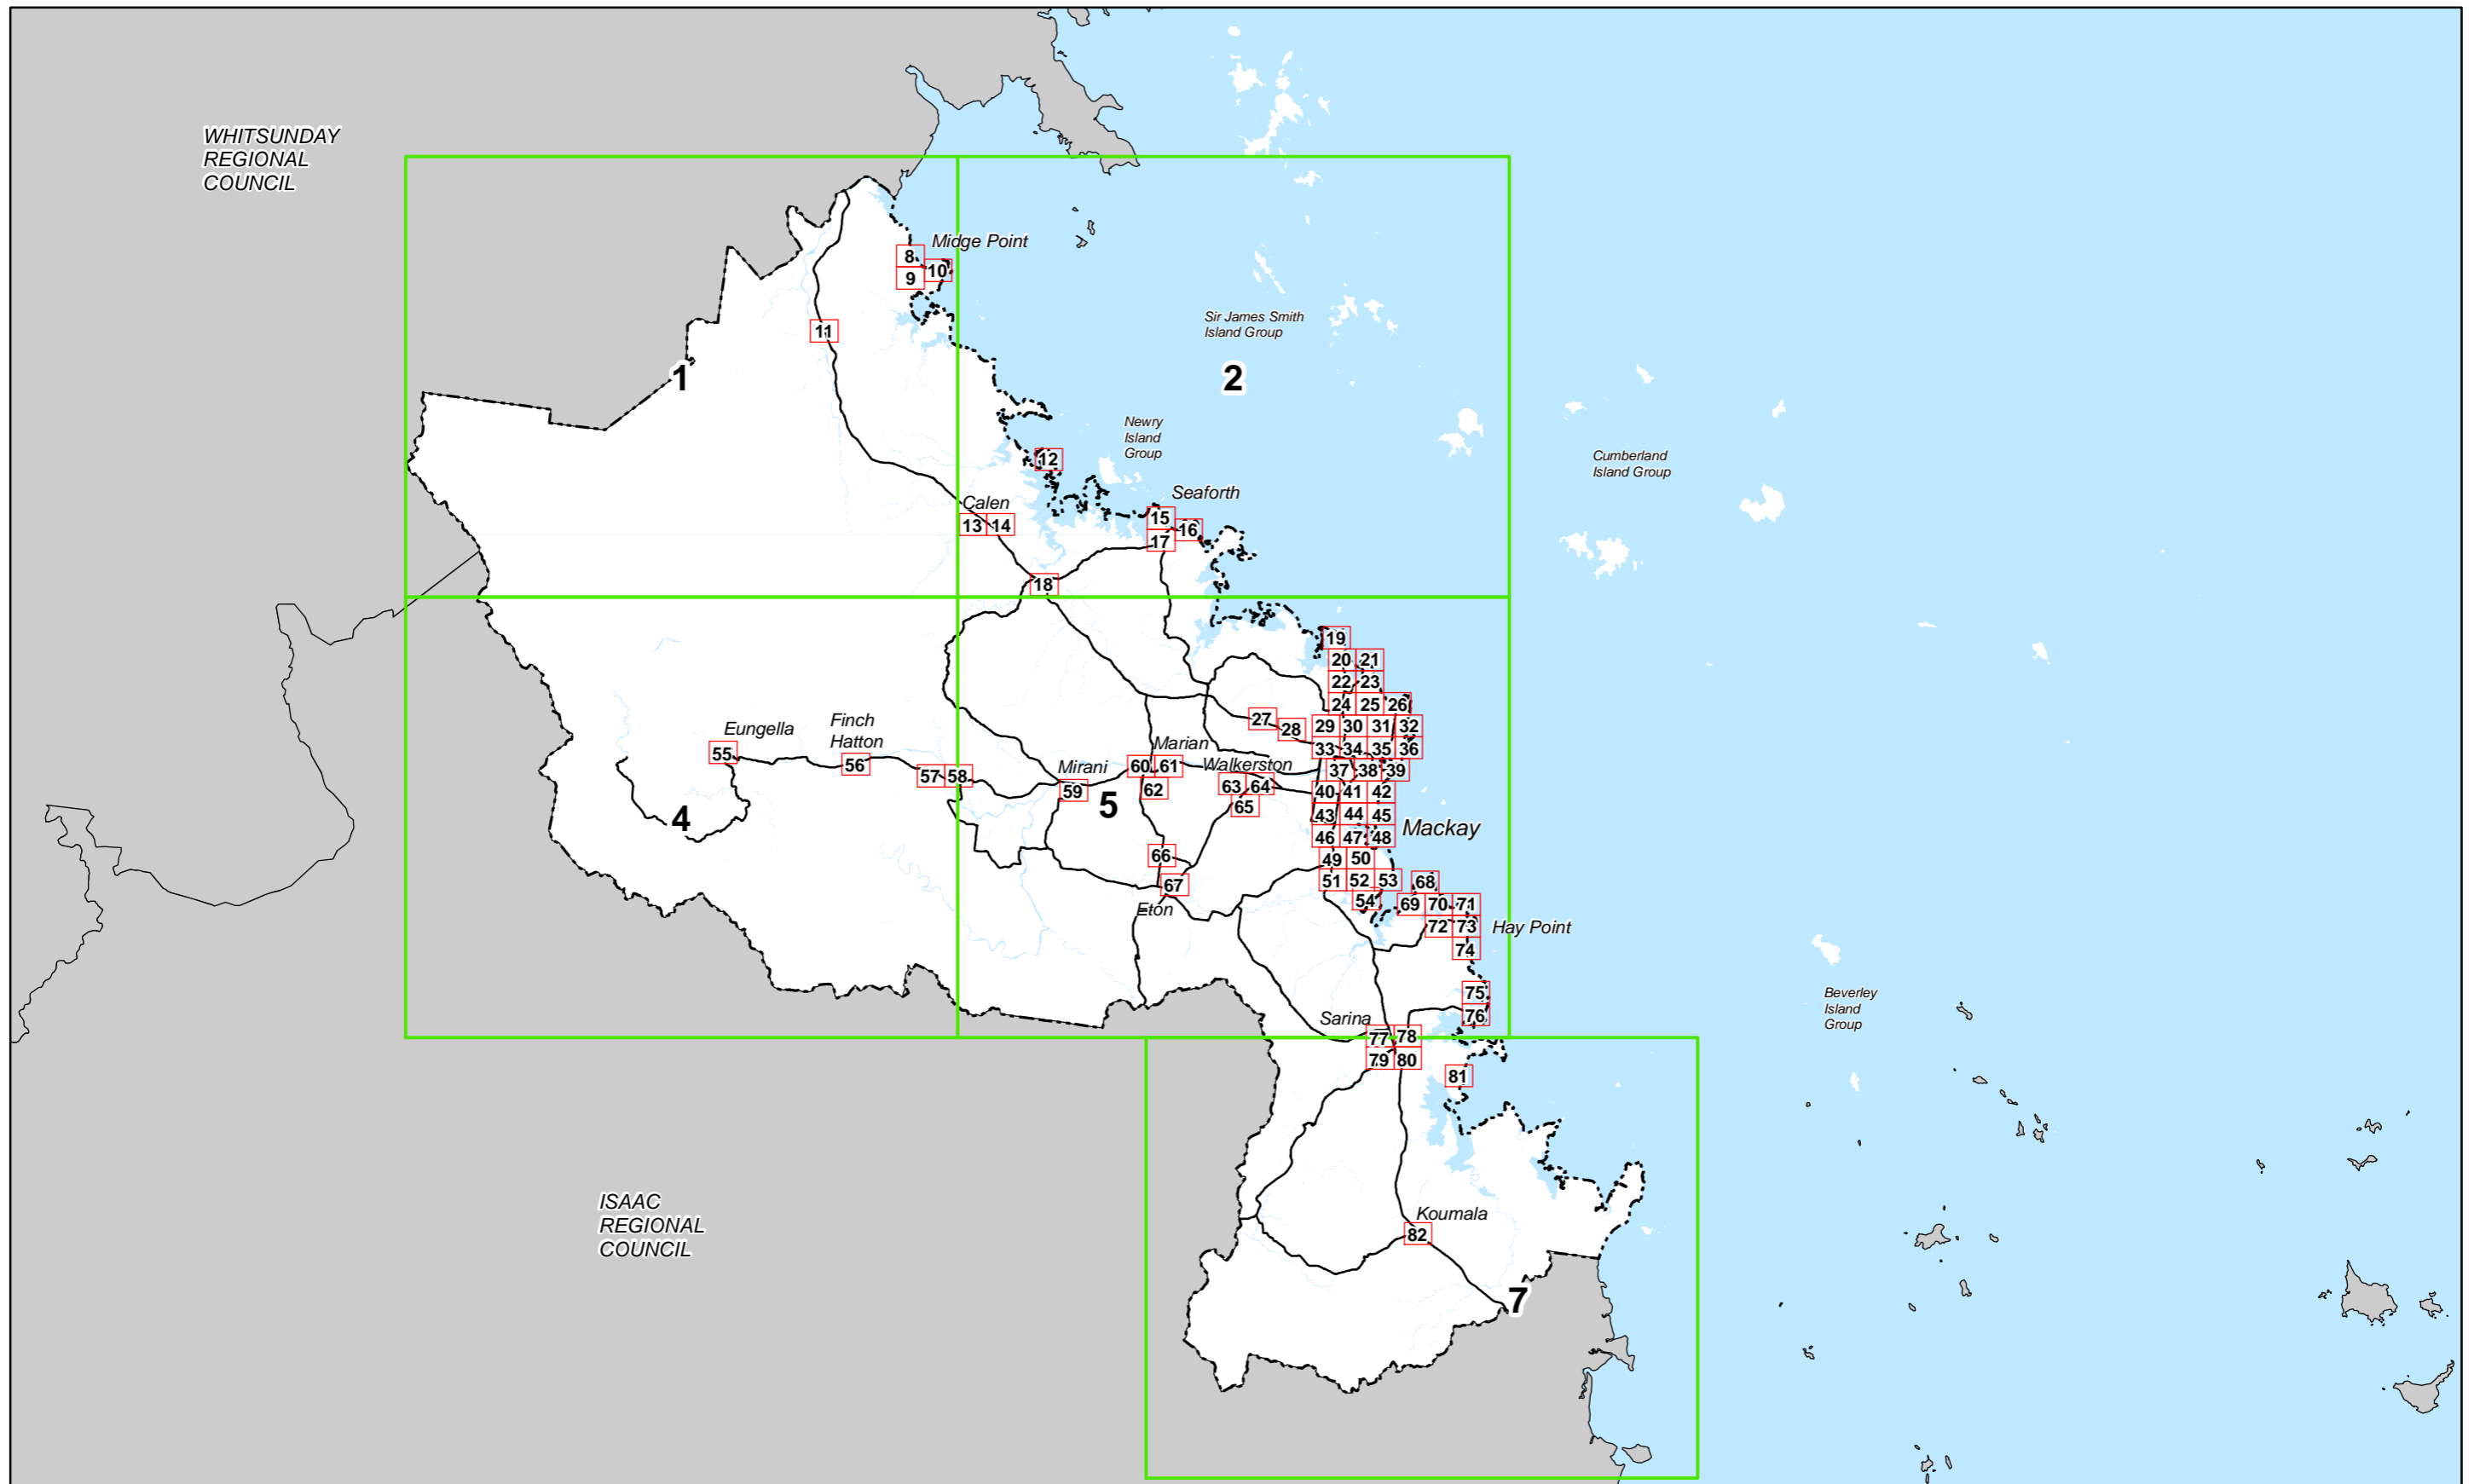 WHITSUNDAY
REGIONAL
COUNCIL
Midge Point
8
10
9
Sir James Smith
Island Group
11
1
2
Newry
Island
Group
Cumberland
Island Group
12
Seaforth
Calen
13 14
15
16
17
18
19
20 21
22 23
24 25 26
27
28
29 30 31 32
33 34 35 36
Eungella
Finch
Hatton
Marian
55
56
57 58
Mirani
59
60 61
62
Walkerston
63 64
65
37 38 39
40 41 42
43 44 45
4
5
46 47 48
Mackay
66
49 50
67
51 52 53
68
54
69 70 71
Eton
72 73
Hay Point
74
75
76
Beverley
Island
Group
Sarina
77 78
79 80
81
ISAAC
REGIONAL
COUNCIL
Koumala
82
7